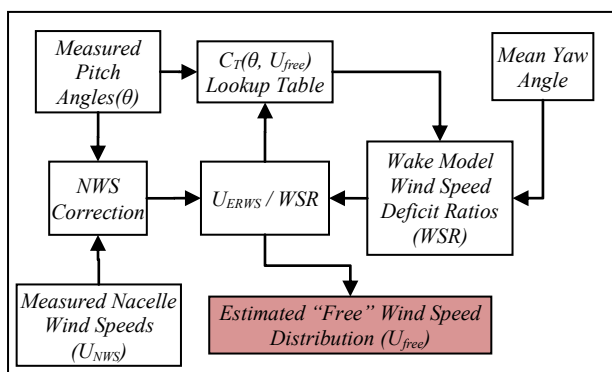 Measured
Pitch
Angles(θ)
C_T(θ, U_free)
Lookup Table
Mean Yaw
Angle
NWS
Correction
U_ERWS / WSR
Wake Model
Wind Speed
Deficit Ratios
(WSR)
Measured Nacelle
Wind Speeds
(U_NWS)
Estimated “Free” Wind Speed
Distribution (U_free)